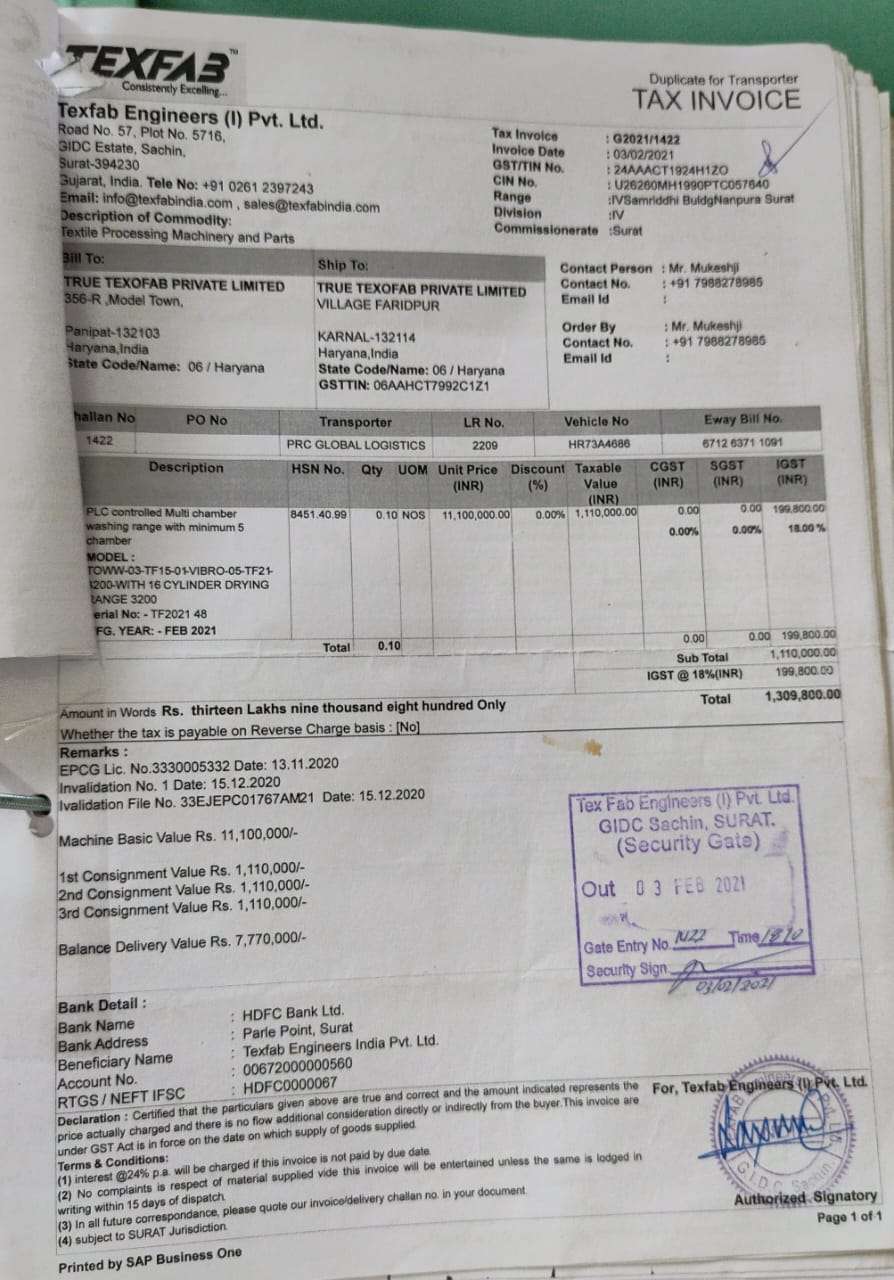 TEXFAB™
Consistently Excelling...
Texfab Engineers (I) Pvt. Ltd.
Road No. 57, Plot No. 5716,
GIDC Estate, Sachin,
Surat-394230
Gujarat, India. Tele No: +91 0261 2397243
Email: info@texfabindia.com , sales@texfabindia.com
Description of Commodity:
Textile Processing Machinery and Parts
Duplicate for Transporter
TAX INVOICE
Tax Invoice : G2021/1422
Invoice Date : 03/02/2021
GST/TIN No. : 24AAACT1924H1ZO
CIN No. : U26260MH1990PTC057640
Range :IVSamriddhi BuldgNanpura Surat
Division :IV
Commissionerate :Surat
Bill To:
TRUE TEXOFAB PRIVATE LIMITED
356-R ,Model Town,
Panipat-132103
Haryana,India
State Code/Name: 06 / Haryana
Ship To:
TRUE TEXOFAB PRIVATE LIMITED
VILLAGE FARIDPUR
KARNAL-132114
Haryana,India
State Code/Name: 06 / Haryana
GSTTIN: 06AAHCT7992C1Z1
Contact Person : Mr. Mukeshji
Contact No. : +91 7988278985
Email Id :
Order By : Mr. Mukeshji
Contact No. : +91 7988278985
Email Id :
hallan No PO No Transporter LR No. Vehicle No Eway Bill No.
1422 PRC GLOBAL LOGISTICS 2209 HR73A4686 6712 6371 1091
Description HSN No. Qty UOM Unit Price (INR) Discount (%) Taxable Value (INR) CGST (INR) SGST (INR) IGST (INR)
PLC controlled Multi chamber 8451.40.99 0.10 NOS 11,100,000.00 0.00% 1,110,000.00 0.00 0.00 199,800.00
washing range with minimum 5 0.00% 0.00% 18.00 %
chamber
MODEL :
TOWW-03-TF15-01-VIBRO-05-TF21-
200-WITH 16 CYLINDER DRYING
RANGE 3200
erial No: - TF2021 48
FG. YEAR: - FEB 2021
Total 0.10 0.00 0.00 199,800.00
Sub Total 1,110,000.00
IGST @ 18%(INR) 199,800.00
Total 1,309,800.00
Amount in Words Rs. thirteen Lakhs nine thousand eight hundred Only
Whether the tax is payable on Reverse Charge basis : [No]
Remarks :
EPCG Lic. No.3330005332 Date: 13.11.2020
Invalidation No. 1 Date: 15.12.2020
Ivalidation File No. 33EJEPC01767AM21 Date: 15.12.2020
Machine Basic Value Rs. 11,100,000/-
1st Consignment Value Rs. 1,110,000/-
2nd Consignment Value Rs. 1,110,000/-
3rd Consignment Value Rs. 1,110,000/-
Balance Delivery Value Rs. 7,770,000/-
Tex Fab Engineers (I) Pvt. Ltd.
GIDC Sachin, SURAT.
(Security Gate)
Out 03 FEB 2021
Gate Entry No. 1422 Time
Security Sign.
03/02/2021
Bank Detail :
Bank Name : HDFC Bank Ltd.
Bank Address : Parle Point, Surat
Beneficiary Name : Texfab Engineers India Pvt. Ltd.
Account No. : 00672000000560
RTGS / NEFT IFSC : HDFC0000067
Declaration : Certified that the particulars given above are true and correct and the amount indicated represents the
price actually charged and there is no flow additional consideration directly or indirectly from the buyer.This invoice are
under GST Act is in force on the date on which supply of goods supplied.
Terms & Conditions:
(1) interest @24% p.a. will be charged if this invoice is not paid by due date.
(2) No complaints is respect of material supplied vide this invoice will be entertained unless the same is lodged in
writing within 15 days of dispatch.
(3) In all future correspondance, please quote our invoice/delivery challan no. in your document.
(4) subject to SURAT Jurisdiction.
For, Texfab Engineers (I) Pvt. Ltd.
G.I.D.C. Sachin.
Authorized Signatory
Page 1 of 1
Printed by SAP Business One